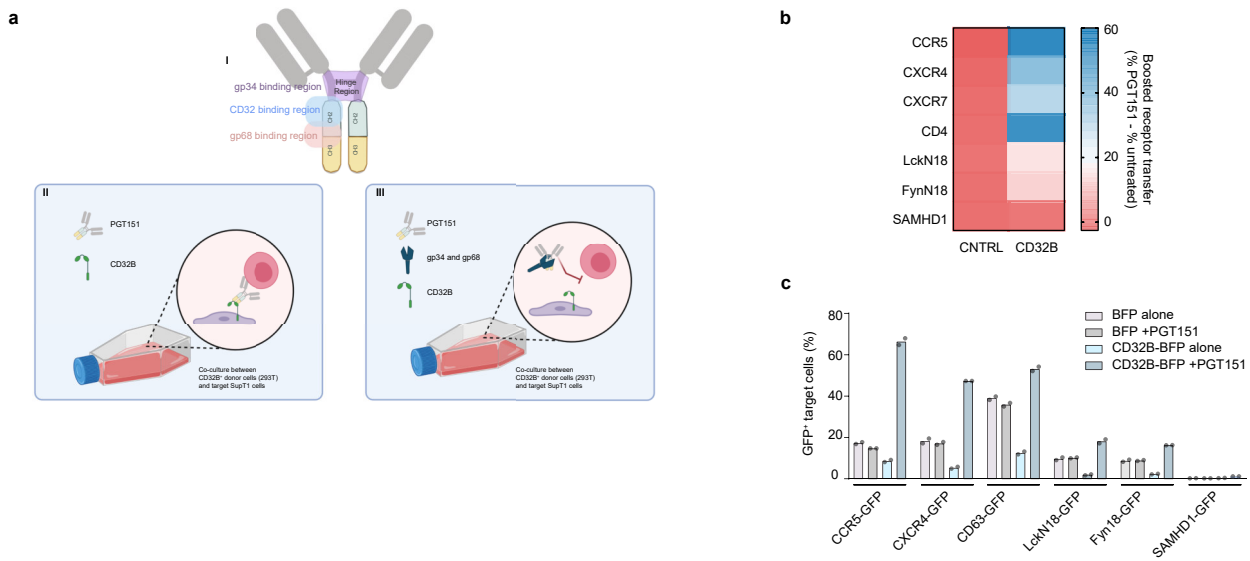 a
I
Hinge
Region
gp34 binding region
CD32 binding region
gp68 binding region
II
PGT151
CD32B
Co-culture between
CD32B⁺ donor cells (293T)
and target SupT1 cells
III
PGT151
gp34 and gp68
CD32B
Co-culture between
CD32B⁺ donor cells (293T)
and target SupT1 cells
b
CCR5
CXCR4
CXCR7
CD4
LckN18
FynN18
SAMHD1
CNTRL CD32B
60
40
20
0
Boosted receptor transfer
(% PGT151 - % untreated)
c
80
60
40
20
0
GFP⁺ target cells (%)
BFP alone
BFP +PGT151
CD32B-BFP alone
CD32B-BFP +PGT151
CCR5-GFP
CXCR4-GFP
CD63-GFP
LckN18-GFP
Fyn18-GFP
SAMHD1-GFP